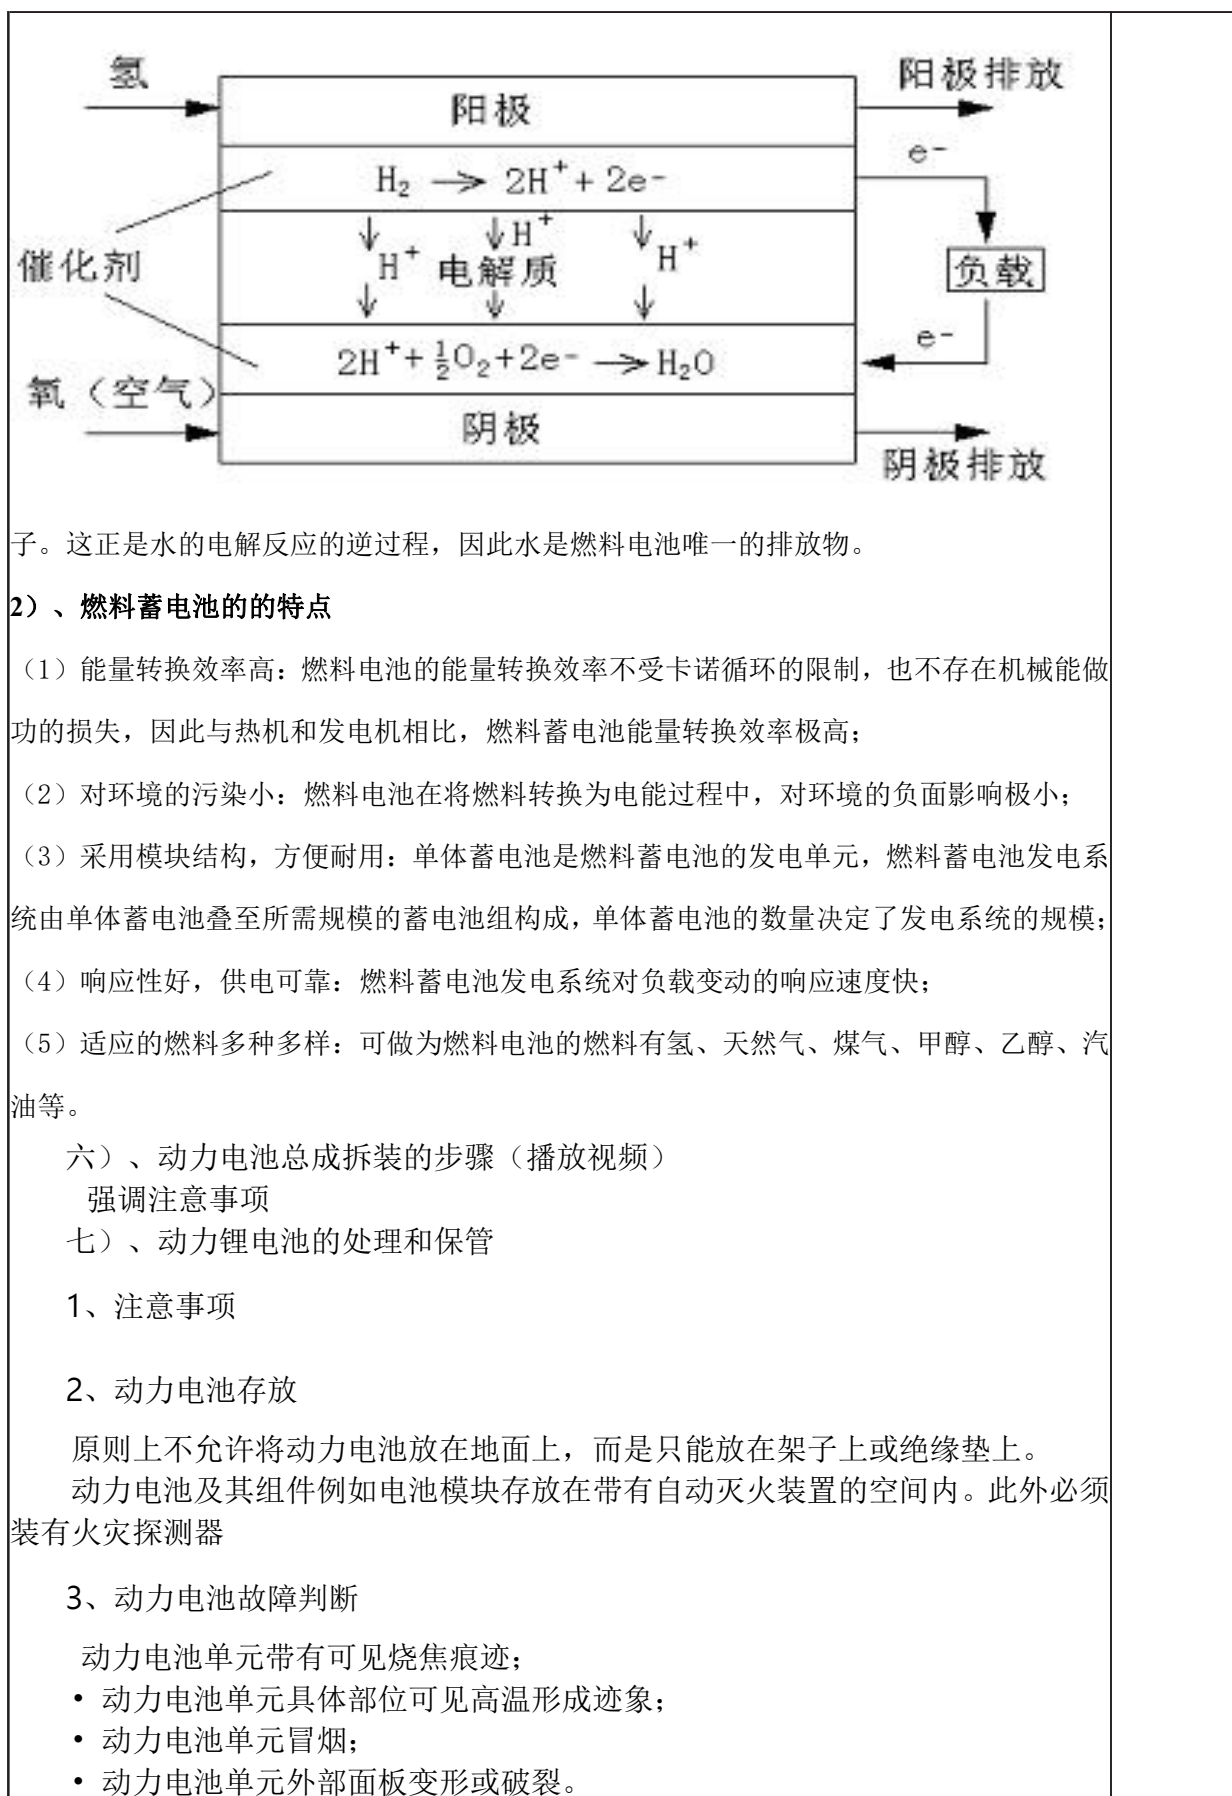 氢
阳极排放
阳极
e-
H₂ → 2H⁺ + 2e-
H⁺
催化剂
H⁺ 电解质 H⁺
负载
2H⁺ + ½O₂ + 2e- → H₂O
e-
氧（空气）
阴极
阴极排放
子。这正是水的电解反应的逆过程，因此水是燃料电池唯一的排放物。
2）、燃料蓄电池的的特点
（1）能量转换效率高：燃料电池的能量转换效率不受卡诺循环的限制，也不存在机械能做
功的损失，因此与热机和发电机相比，燃料蓄电池能量转换效率极高；
（2）对环境的污染小：燃料电池在将燃料转换为电能过程中，对环境的负面影响极小；
（3）采用模块结构，方便耐用：单体蓄电池是燃料蓄电池的发电单元，燃料蓄电池发电系
统由单体蓄电池叠至所需规模的蓄电池组构成，单体蓄电池的数量决定了发电系统的规模；
（4）响应性好，供电可靠：燃料蓄电池发电系统对负载变动的响应速度快；
（5）适应的燃料多种多样：可做为燃料电池的燃料有氢、天然气、煤气、甲醇、乙醇、汽
油等。
六）、动力电池总成拆装的步骤（播放视频）
强调注意事项
七）、动力锂电池的处理和保管
1、注意事项
2、动力电池存放
原则上不允许将动力电池放在地面上，而是只能放在架子上或绝缘垫上。
动力电池及其组件例如电池模块存放在带有自动灭火装置的空间内。此外必须
装有火灾探测器
3、动力电池故障判断
动力电池单元带有可见烧焦痕迹；
• 动力电池单元具体部位可见高温形成迹象；
• 动力电池单元冒烟；
• 动力电池单元外部面板变形或破裂。